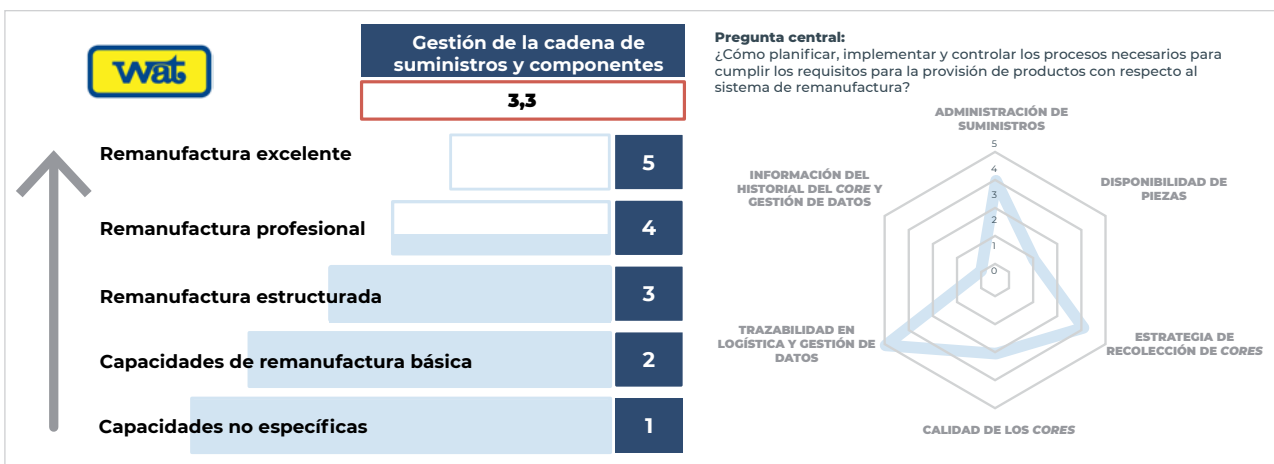 wat
Gestión de la cadena de
suministros y componentes
3,3
Remanufactura excelente
5
Remanufactura profesional
4
Remanufactura estructurada
3
Capacidades de remanufactura básica
2
Capacidades no específicas
1
Pregunta central:
¿Cómo planificar, implementar y controlar los procesos necesarios para
cumplir los requisitos para la provisión de productos con respecto al
sistema de remanufactura?
ADMINISTRACIÓN DE
SUMINISTROS
5
4
3
2
1
0
DISPONIBILIDAD DE
PIEZAS
ESTRATEGIA DE
RECOLECCIÓN DE CORES
CALIDAD DE LOS CORES
TRAZABILIDAD EN
LOGÍSTICA Y GESTIÓN DE
DATOS
INFORMACIÓN DEL
HISTORIAL DEL CORE Y
GESTIÓN DE DATOS